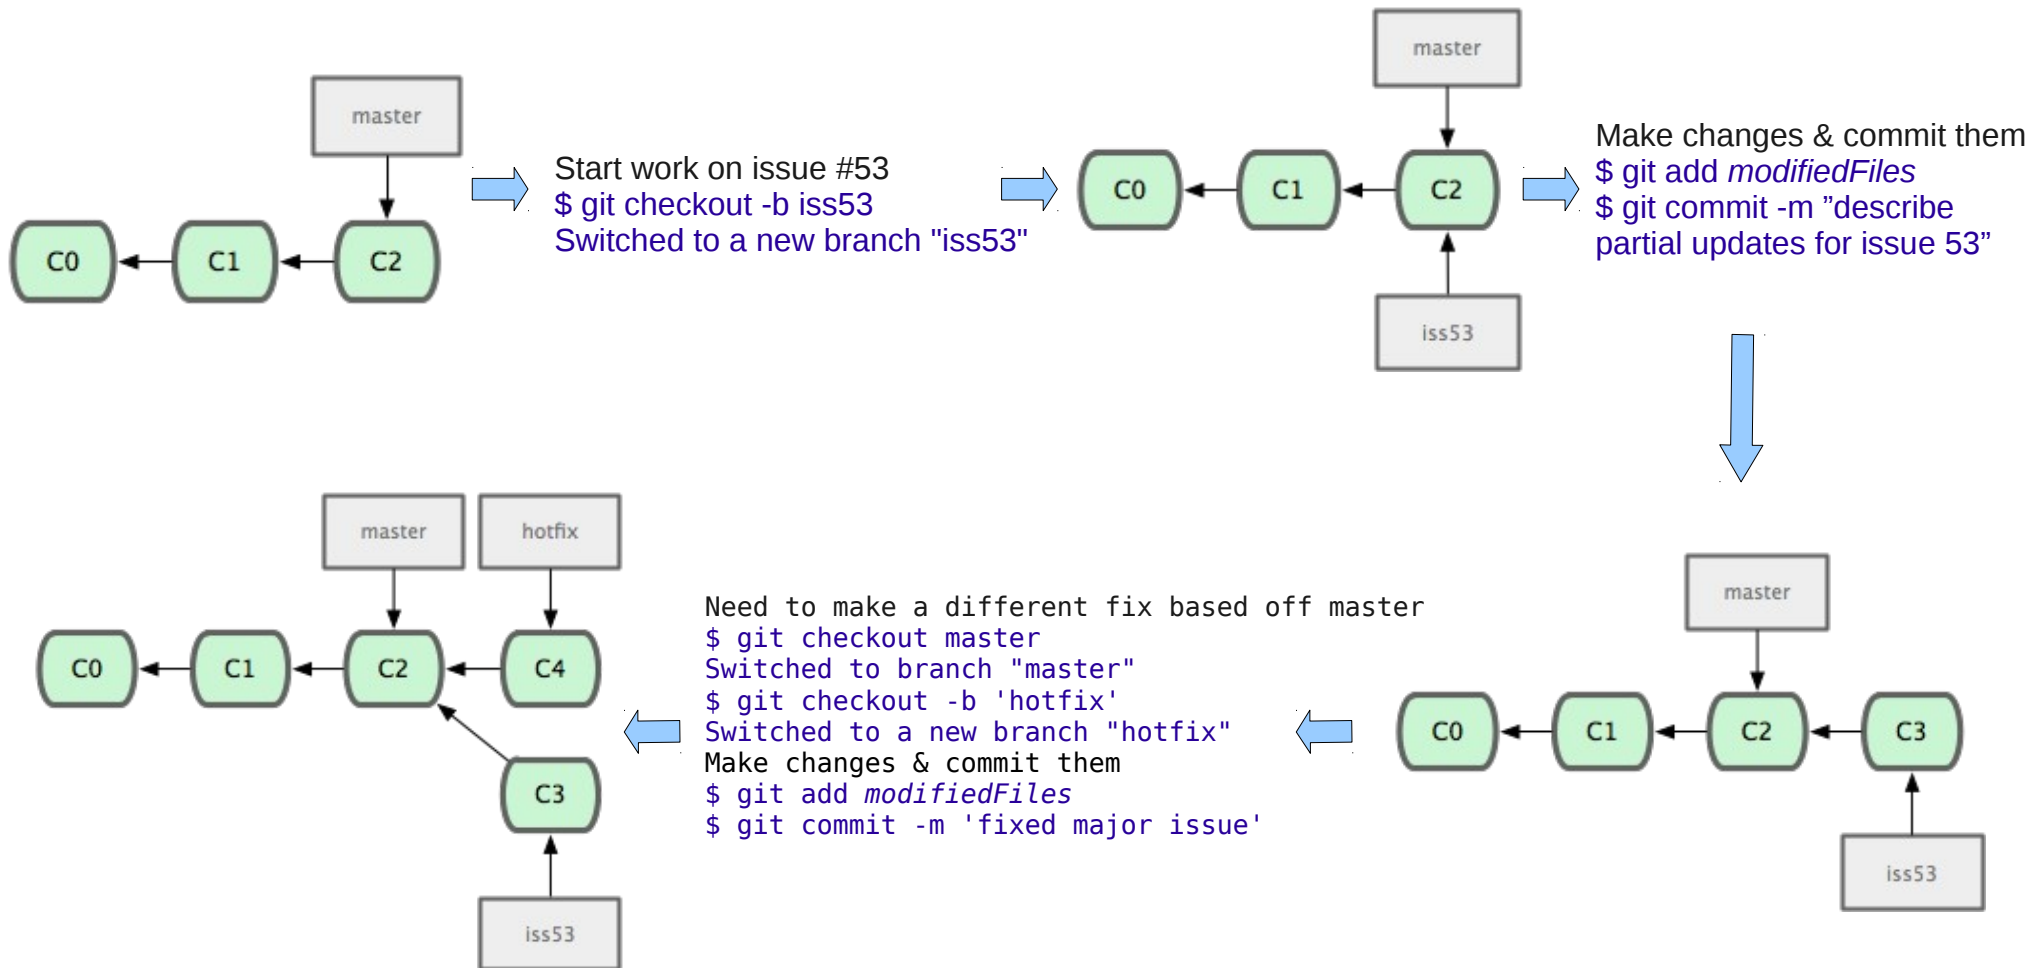 master
C0
C1
C2
Start work on issue #53
$ git checkout -b iss53
Switched to a new branch "iss53"
master
C0
C1
C2
iss53
Make changes & commit them
$ git add modifiedFiles
$ git commit -m ”describe
partial updates for issue 53”
master
C0
C1
C2
C3
iss53
Need to make a different fix based off master
$ git checkout master
Switched to branch "master"
$ git checkout -b 'hotfix'
Switched to a new branch "hotfix"
Make changes & commit them
$ git add modifiedFiles
$ git commit -m 'fixed major issue'
master
hotfix
C0
C1
C2
C4
C3
iss53